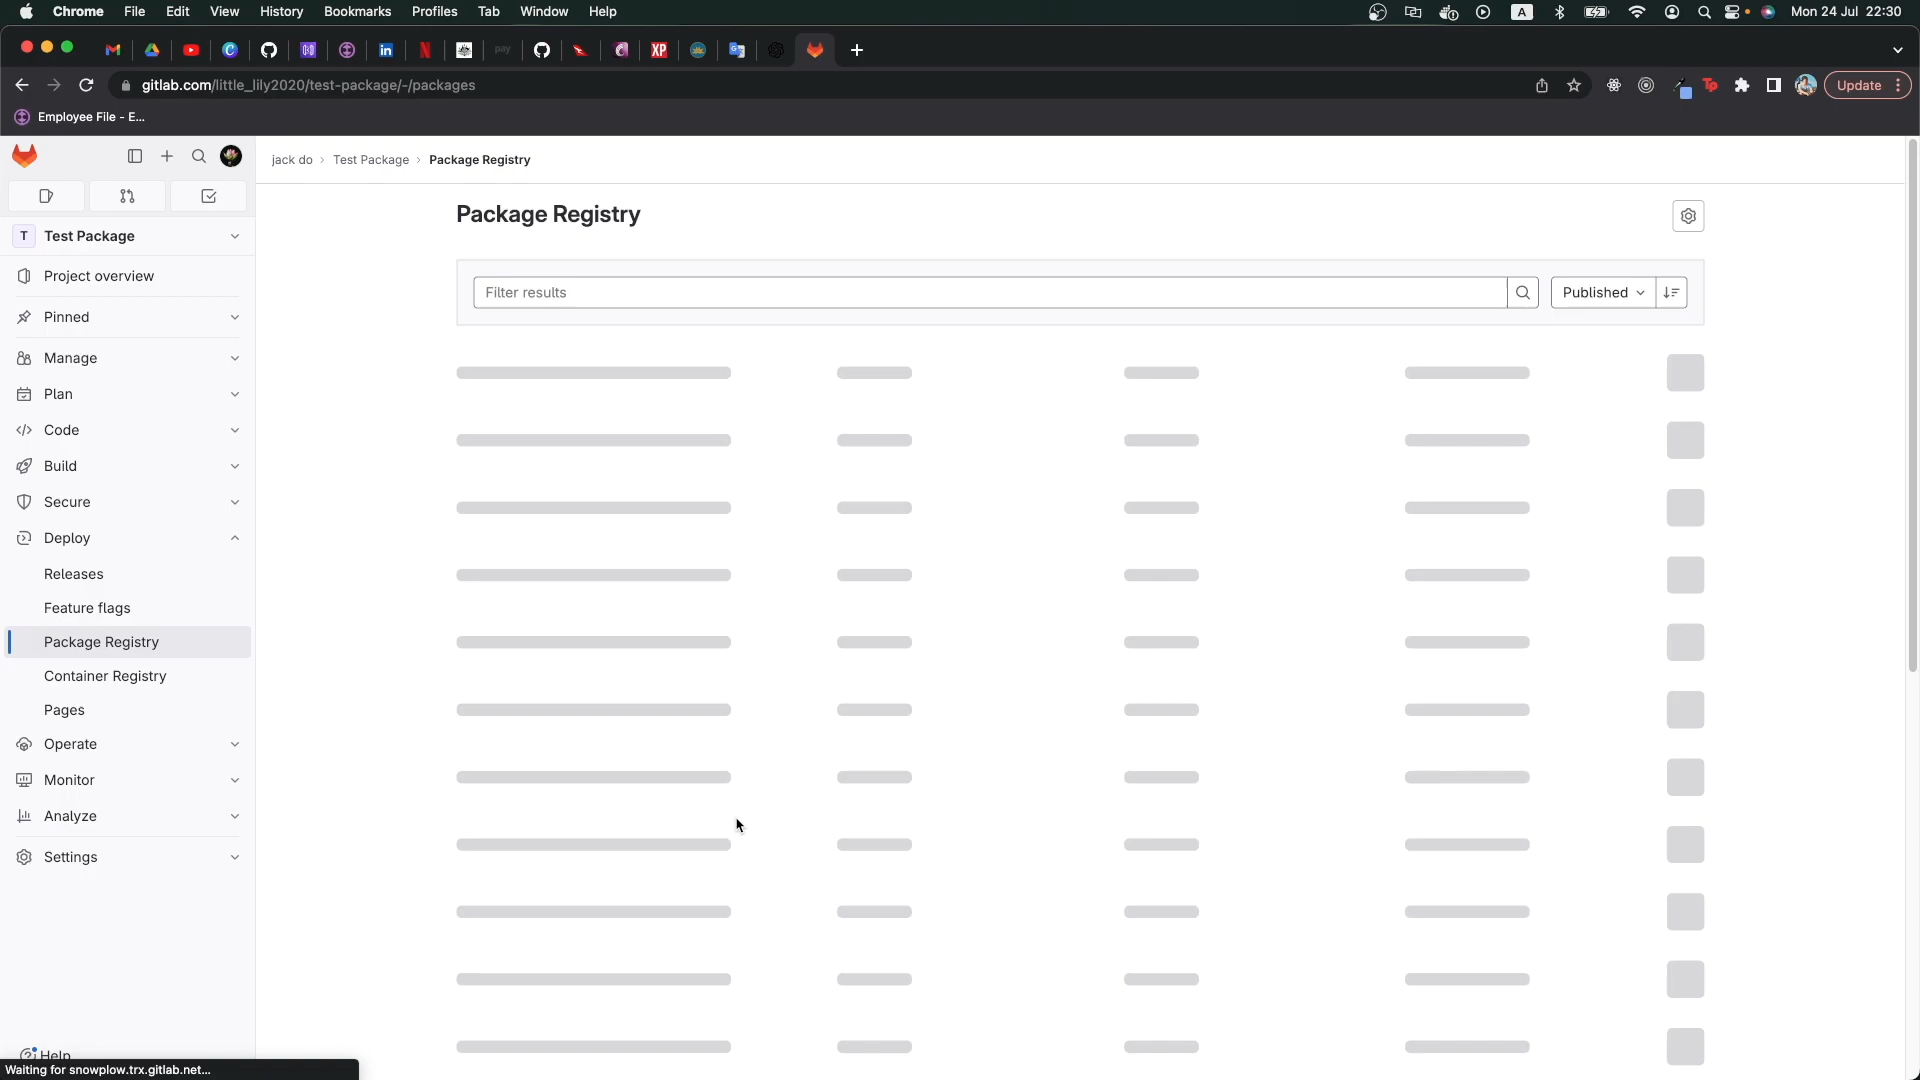 Chrome File Edit View History Bookmarks Profiles Tab Window Help A Mon 24 Jul 22:30
pay XP
gitlab.com/little_lily2020/test-package/-/packages Tp Update
Employee File - E...
jack do › Test Package › Package Registry
Package Registry
Filter results Published
T Test Package
Project overview
Pinned
Manage
Plan
Code
Build
Secure
Deploy
Releases
Feature flags
Package Registry
Container Registry
Pages
Operate
Monitor
Analyze
Settings
Help
Waiting for snowplow.trx.gitlab.net...